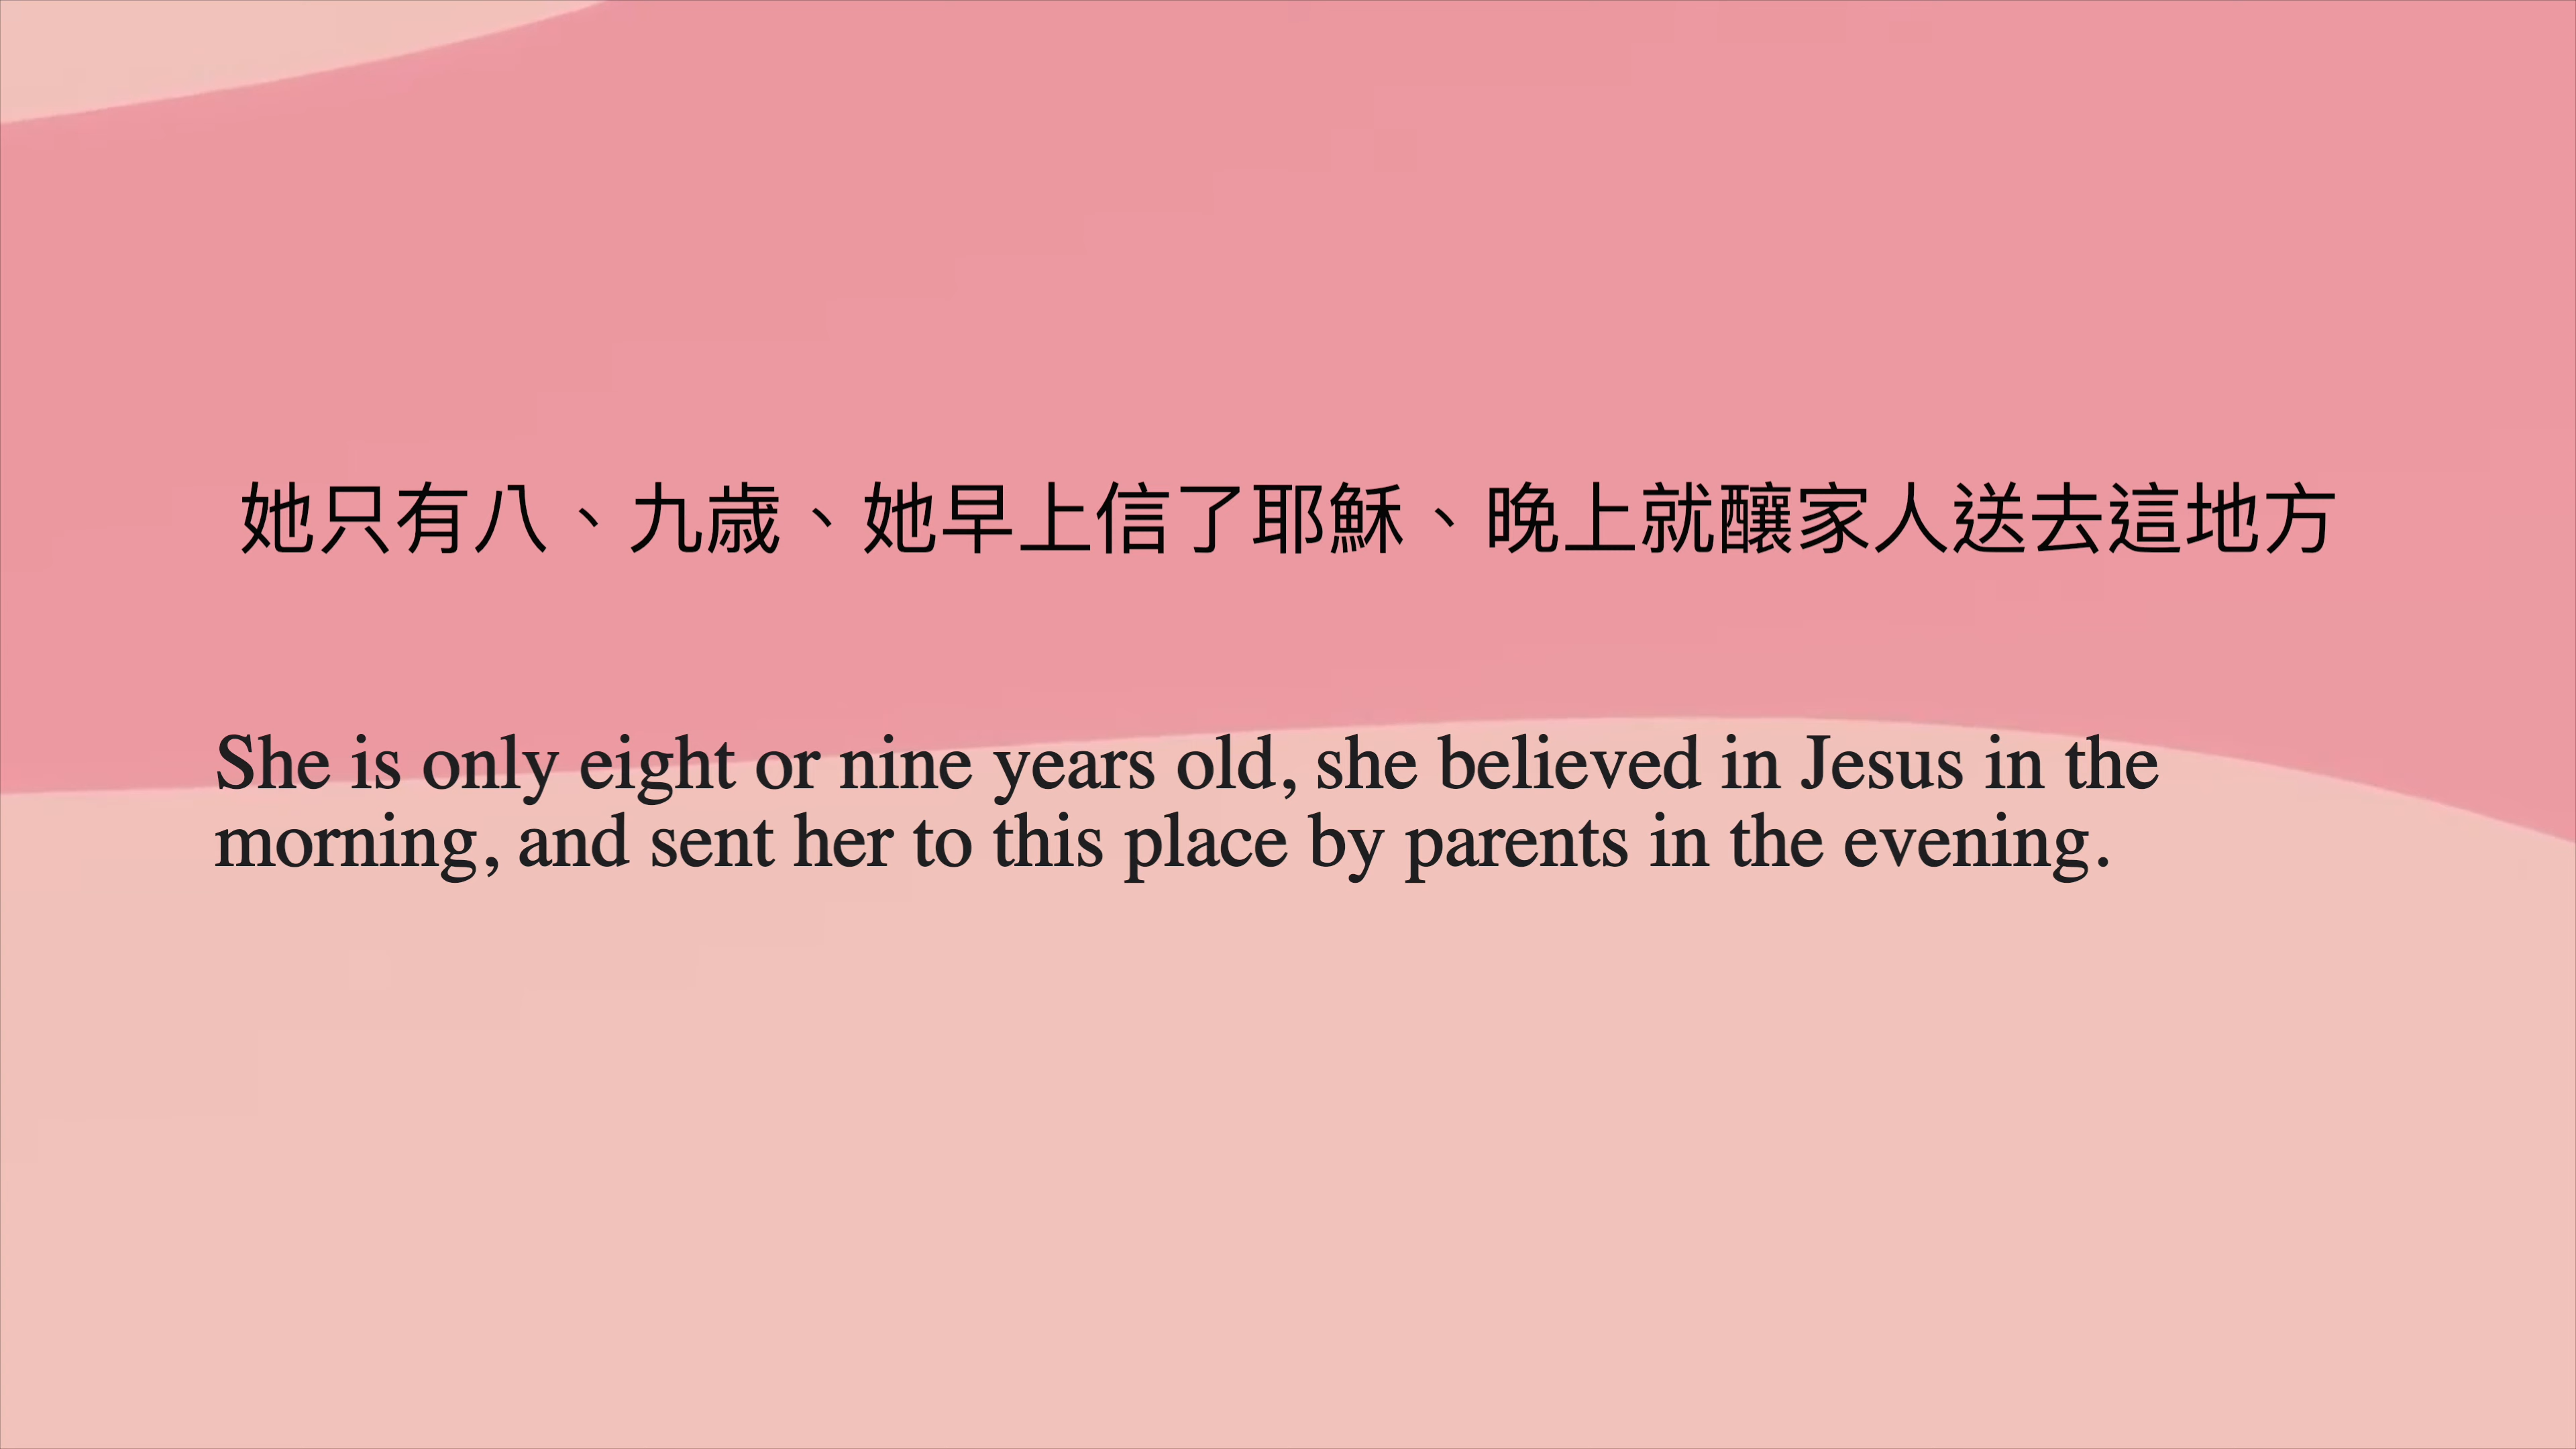 她只有八、九歳、她早上信了耶穌、晚上就釀家人送去這地方
She is only eight or nine years old, she believed in Jesus in the
morning, and sent her to this place by parents in the evening.